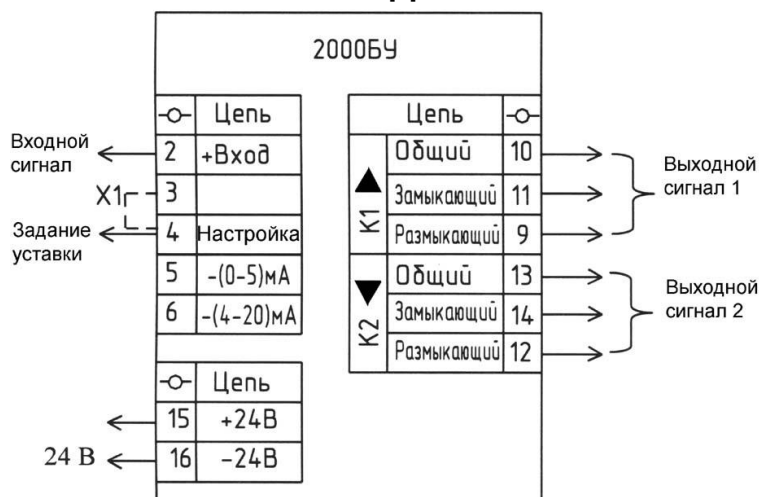 2000БУ
Цепь
2 +Вход
3
4 Настройка
5 -(0-5)мА
6 -(4-20)мА
Входной
сигнал
X1
Задание
уставки
Цепь
15 +24В
16 -24В
24 В
Цепь
К1
Общий 10
Замыкающий 11
Размыкающий 9
К2
Общий 13
Замыкающий 14
Размыкающий 12
Выходной
сигнал 1
Выходной
сигнал 2